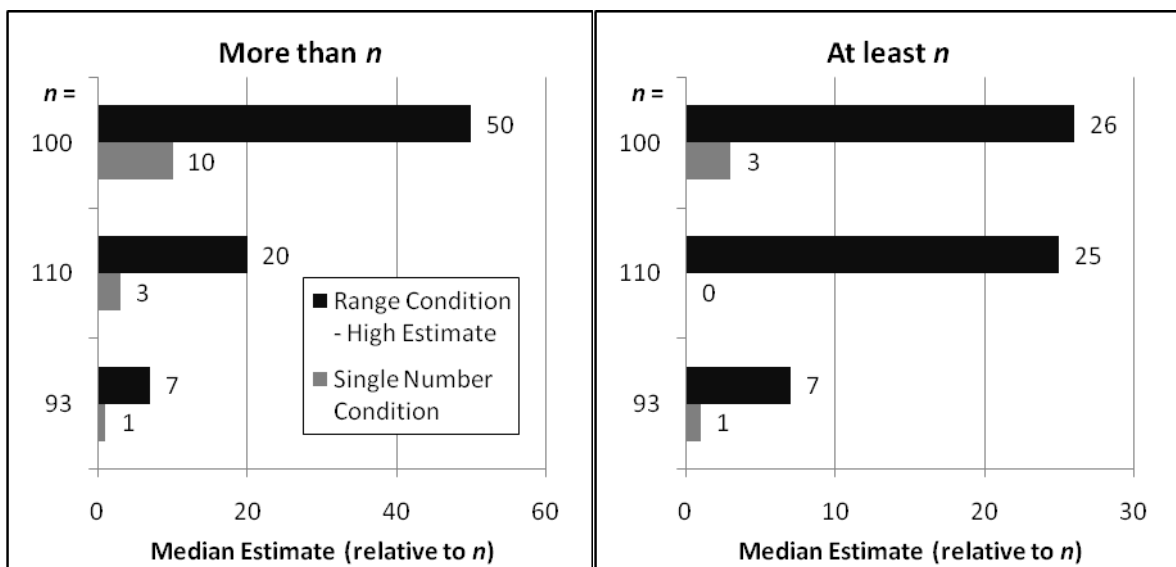 More than n
n =
100
50
10
110
20
3
93
7
1
Range Condition
- High Estimate
Single Number
Condition
0 20 40 60
Median Estimate (relative to n)
At least n
n =
100
26
3
110
25
0
93
7
1
0 10 20 30
Median Estimate (relative to n)